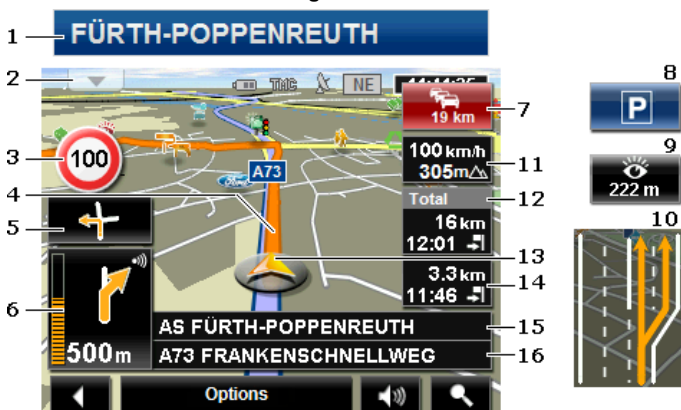 1
FÜRTH-POPPENREUTH
2
TMC
NE
3
100
4
5
6
500 m
Ford
A73
19 km
7
100 km/h
305m
11
Total
12
16 km
12:01
13
3.3 km
11:46
14
AS FÜRTH-POPPENREUTH
15
A73 FRANKENSCHNELLWEG
16
Options
8
P
9
222 m
10